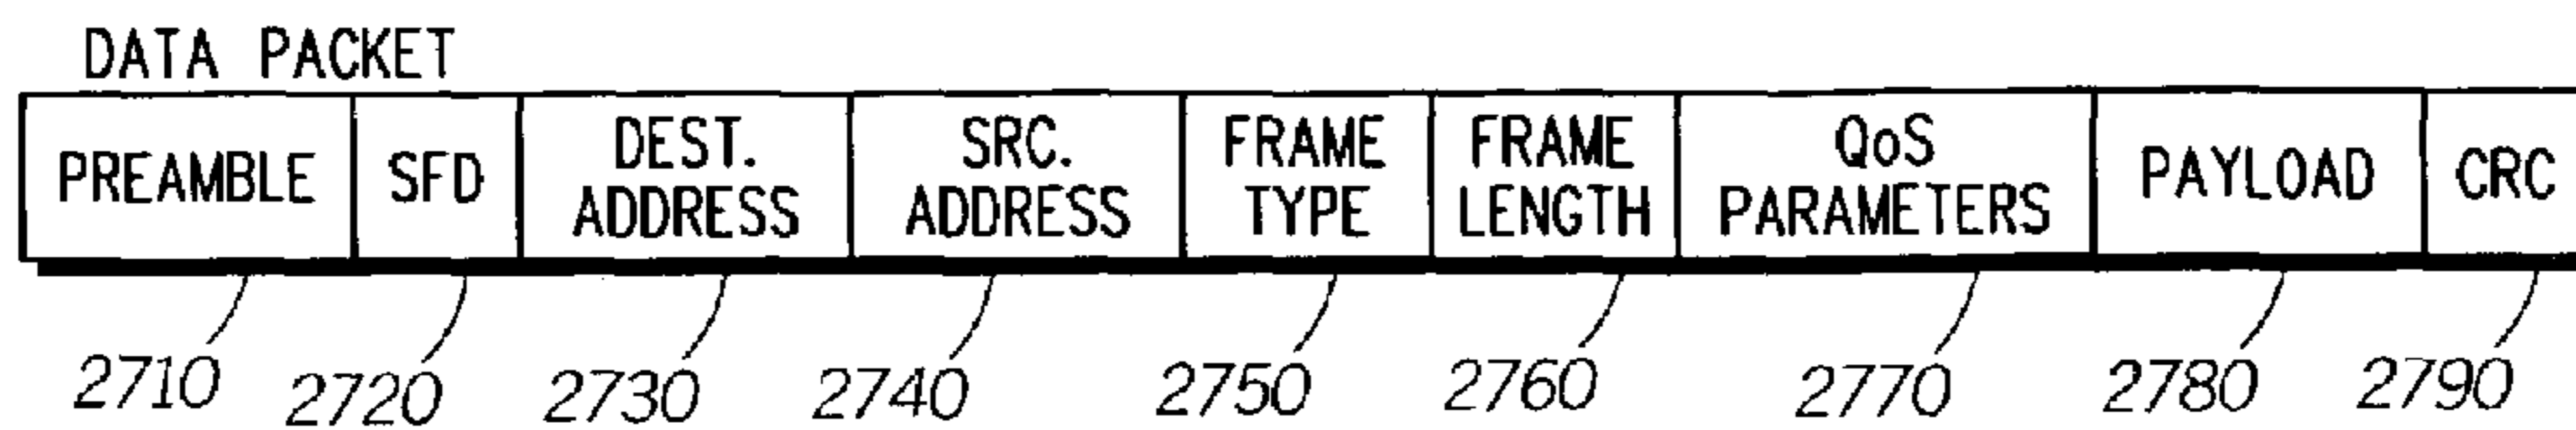 DATA PACKET
PREAMBLE
SFD
DEST.
ADDRESS
SRC.
ADDRESS
FRAME
TYPE
FRAME
LENGTH
QoS
PARAMETERS
PAYLOAD
CRC
2710
2720
2730
2740
2750
2760
2770
2780
2790